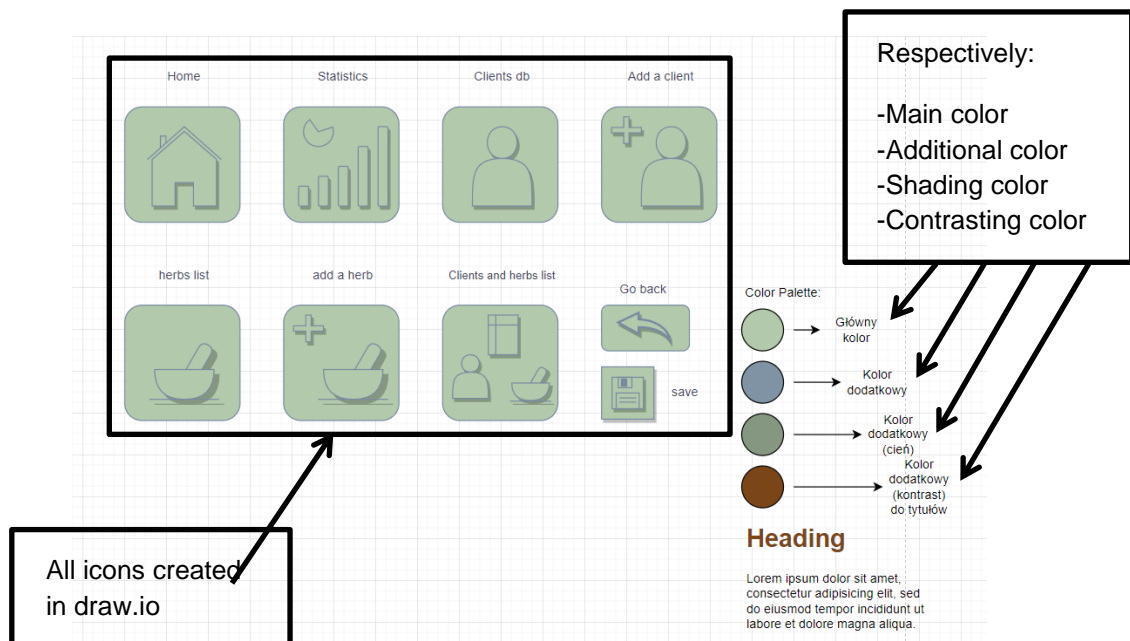 Home
Statistics
Clients db
Add a client
herbs list
add a herb
Clients and herbs list
Go back
save
Respectively:
-Main color
-Additional color
-Shading color
-Contrasting color
Color Palette:
Główny
kolor
Kolor
dodatkowy
Kolor
dodatkowy
(cień)
Kolor
dodatkowy
(kontrast)
do tytułów
Heading
Lorem ipsum dolor sit amet,
consectetur adipisicing elit, sed
do eiusmod tempor incididunt ut
labore et dolore magna aliqua.
All icons created
in draw.io